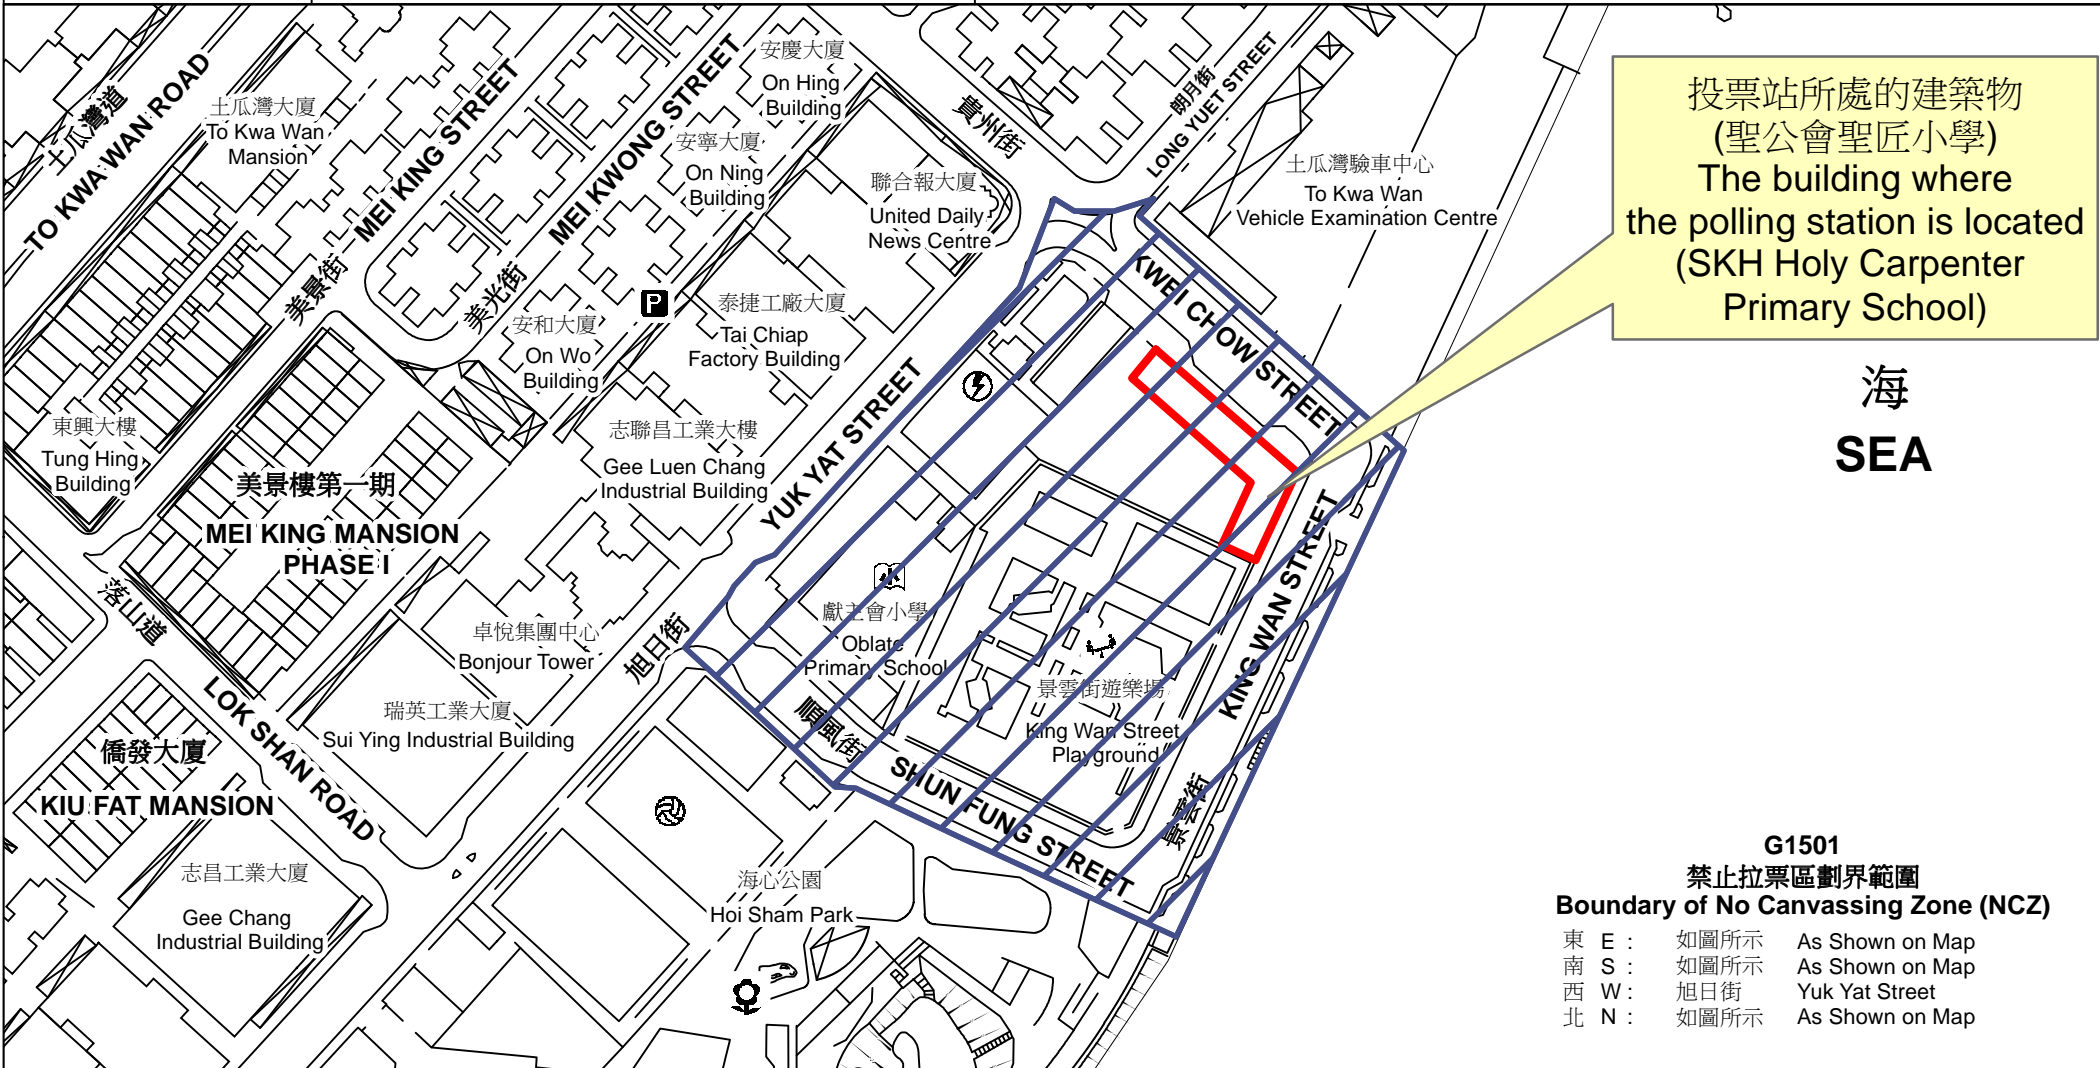 土瓜灣道
TO KWA WAN ROAD
土瓜灣大廈
To Kwa Wan
Mansion
MEI KING STREET
美景街
MEI KWONG STREET
美光街
安慶大廈
On Hing
Building
安寧大廈
On Ning
Building
貴州街
朗月街
LONG YUET STREET
聯合報大廈
United Daily
News Centre
土瓜灣驗車中心
To Kwa Wan
Vehicle Examination Centre
投票站所處的建築物
(聖公會聖匠小學)
The building where
the polling station is located
(SKH Holy Carpenter
Primary School)
海
SEA
KWEI CHOW STREET
P
安和大廈
On Wo
Building
泰捷工廠大廈
Tai Chiap
Factory Building
東興大樓
Tung Hing
Building
志聯昌工業大樓
Gee Luen Chang
Industrial Building
YUK YAT STREET
旭日街
美景樓第一期
MEI KING MANSION
PHASE I
落山道
LOK SHAN ROAD
卓悅集團中心
Bonjour Tower
瑞英工業大廈
Sui Ying Industrial Building
獻主會小學
Oblate
Primary School
景雲街遊樂場
King Wan Street
Playground
KING WAN STREET
景雲街
順風街
SHUN FUNG STREET
僑發大廈
KIU FAT MANSION
志昌工業大廈
Gee Chang
Industrial Building
海心公園
Hoi Sham Park
G1501
禁止拉票區劃界範圍
Boundary of No Canvassing Zone (NCZ)
東 E : 如圖所示 As Shown on Map
南 S : 如圖所示 As Shown on Map
西 W : 旭日街 Yuk Yat Street
北 N : 如圖所示 As Shown on Map